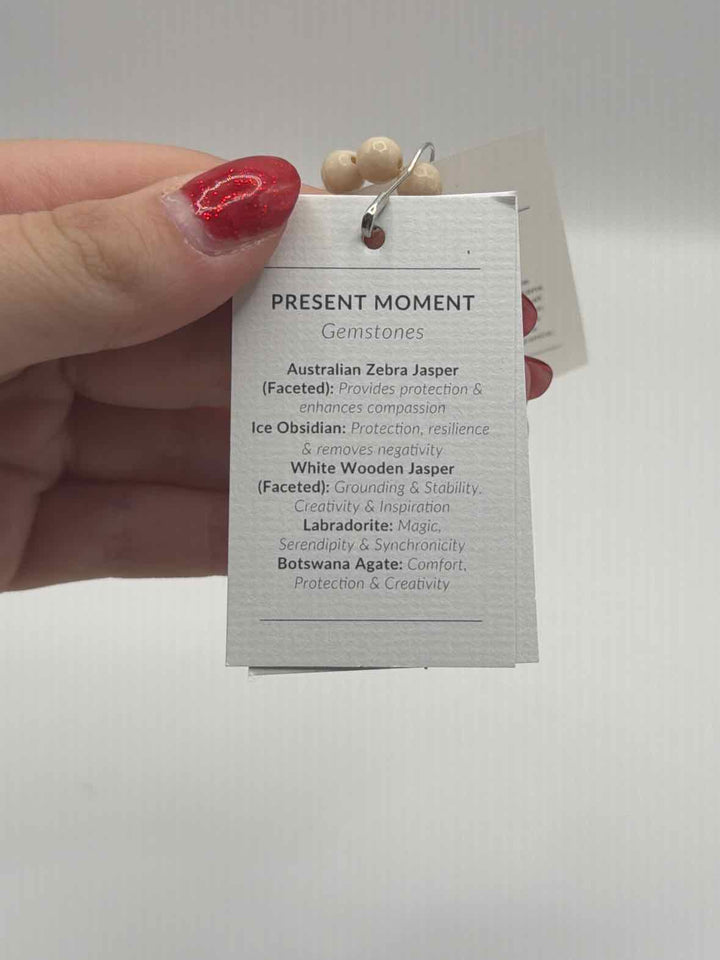 PRESENT MOMENT
Gemstones
Australian Zebra Jasper
(Faceted): Provides protection &
enhances compassion
Ice Obsidian: Protection, resilience
& removes negativity
White Wooden Jasper
(Faceted): Grounding & Stability,
Creativity & Inspiration
Labradorite: Magic,
Serendipity & Synchronicity
Botswana Agate: Comfort,
Protection & Creativity